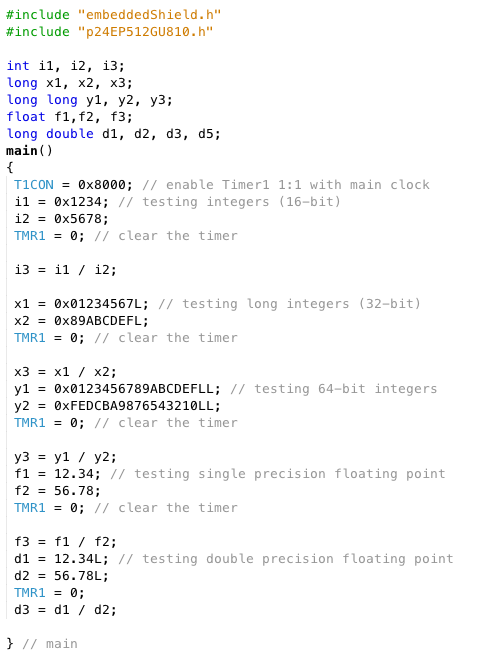 #include "embeddedShield.h"
#include "p24EP512GU810.h"
int i1, i2, i3;
long x1, x2, x3;
long long y1, y2, y3;
float f1,f2, f3;
long double d1, d2, d3, d5;
main()
{
T1CON = 0x8000; // enable Timer1 1:1 with main clock
i1 = 0x1234; // testing integers (16-bit)
i2 = 0x5678;
TMR1 = 0; // clear the timer
i3 = i1 / i2;
x1 = 0x01234567L; // testing long integers (32-bit)
x2 = 0x89ABCDEFL;
TMR1 = 0; // clear the timer
x3 = x1 / x2;
y1 = 0x0123456789ABCDEFLL; // testing 64-bit integers
y2 = 0xFEDCBA9876543210LL;
TMR1 = 0; // clear the timer
y3 = y1 / y2;
f1 = 12.34; // testing single precision floating point
f2 = 56.78;
TMR1 = 0; // clear the timer
f3 = f1 / f2;
d1 = 12.34L; // testing double precision floating point
d2 = 56.78L;
TMR1 = 0;
d3 = d1 / d2;
} // main